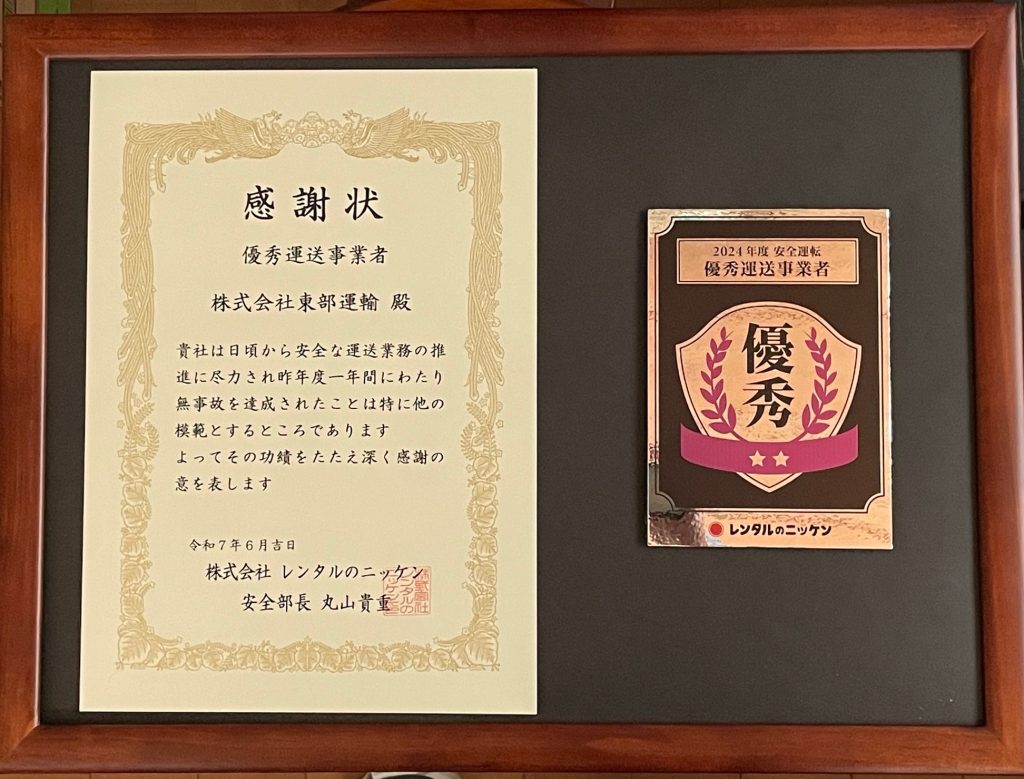 感謝状
優秀運送事業者
株式会社東部運輸 殿
貴社は日頃から安全な運送業務の推
進に尽力され昨年度一年間にわたり
無事故を達成されたことは特に他の
模範とするところであります
よってその功績をたたえ深く感謝の
意を表します
令和7年6月吉日
株式会社 レンタルのニッケン
安全部長 丸山貴重
2024年度 安全運転
優秀運送事業者
優秀
レンタルのニッケン